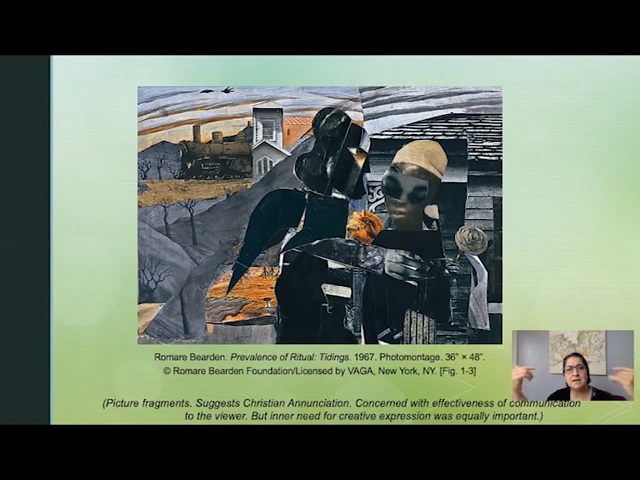 Romare Bearden. Prevalence of Ritual: Tidings. 1967. Photomontage. 36" × 48".
© Romare Bearden Foundation/Licensed by VAGA, New York, NY. [Fig. 1-3]
(Picture fragments. Suggests Christian Annunciation. Concerned with effectiveness of communication
to the viewer. But inner need for creative expression was equally important.)